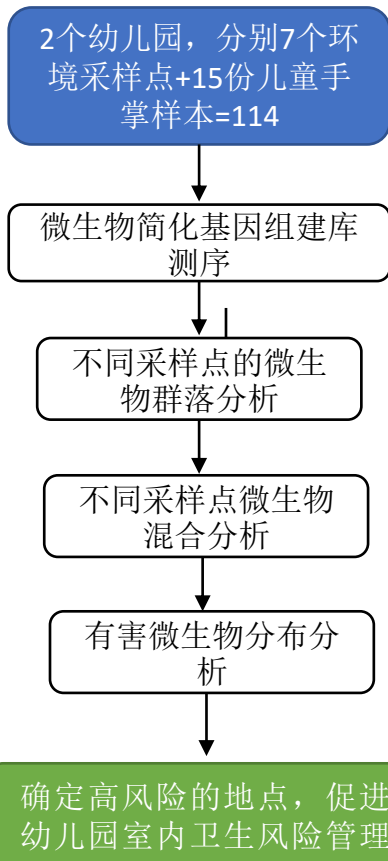 2个幼儿园，分别7个环
境采样点+15份儿童手
掌样本=114
微生物简化基因组建库
测序
不同采样点的微生
物群落分析
不同采样点微生物
混合分析
有害微生物分布分
析
确定高风险的地点，促进
幼儿园室内卫生风险管理